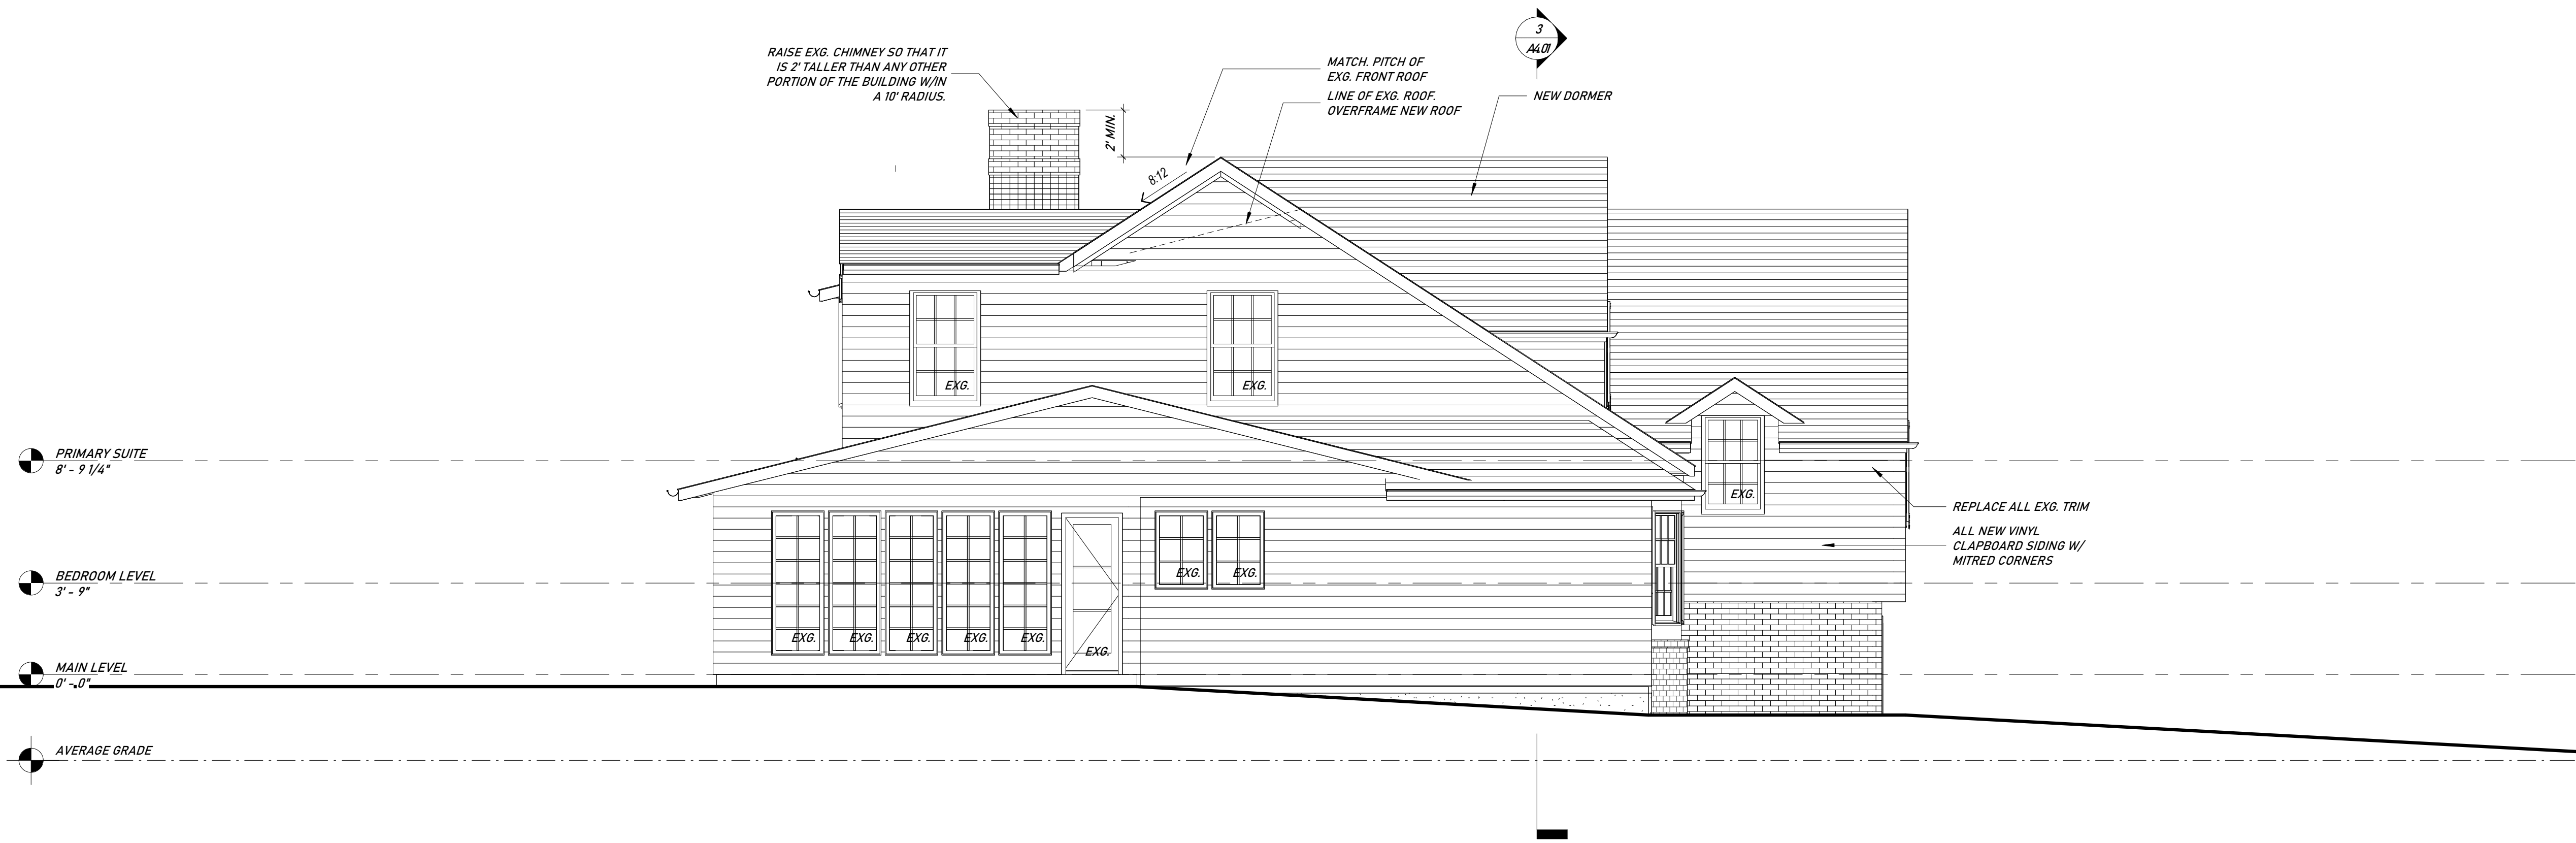 3
A4.01
RAISE EXG. CHIMNEY SO THAT IT
IS 2' TALLER THAN ANY OTHER
PORTION OF THE BUILDING W/IN
A 10' RADIUS.
MATCH. PITCH OF
EXG. FRONT ROOF
LINE OF EXG. ROOF.
OVERFRAME NEW ROOF
NEW DORMER
2' MIN.
8:12
EXG.
EXG.
PRIMARY SUITE
8' - 9 1/4"
EXG.
REPLACE ALL EXG. TRIM
ALL NEW VINYL
CLAPBOARD SIDING W/
MITRED CORNERS
BEDROOM LEVEL
3' - 9"
EXG.
EXG.
EXG.
EXG.
EXG.
EXG.
EXG.
EXG.
MAIN LEVEL
0' - 0"
AVERAGE GRADE